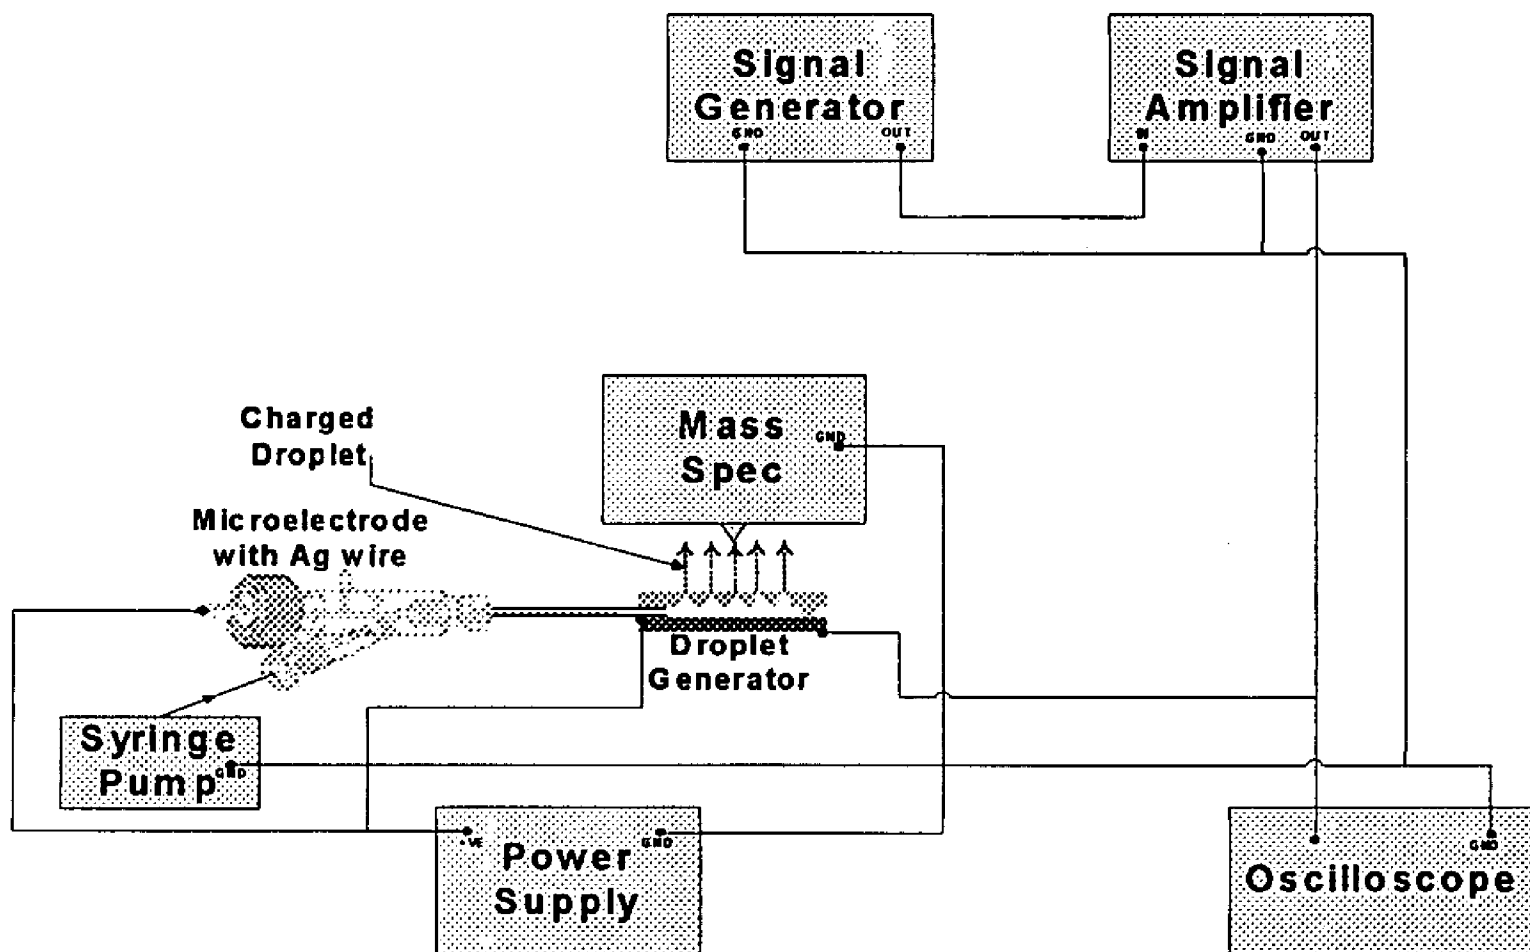 Signal
Generator
GND OUT
Signal
Amplifier
IN GND OUT
Charged
Droplet
Mass
Spec
GND
Microelectrode
with Ag wire
Droplet
Generator
Syringe
Pump
GND
Power
Supply
GND
Oscilloscope
GND